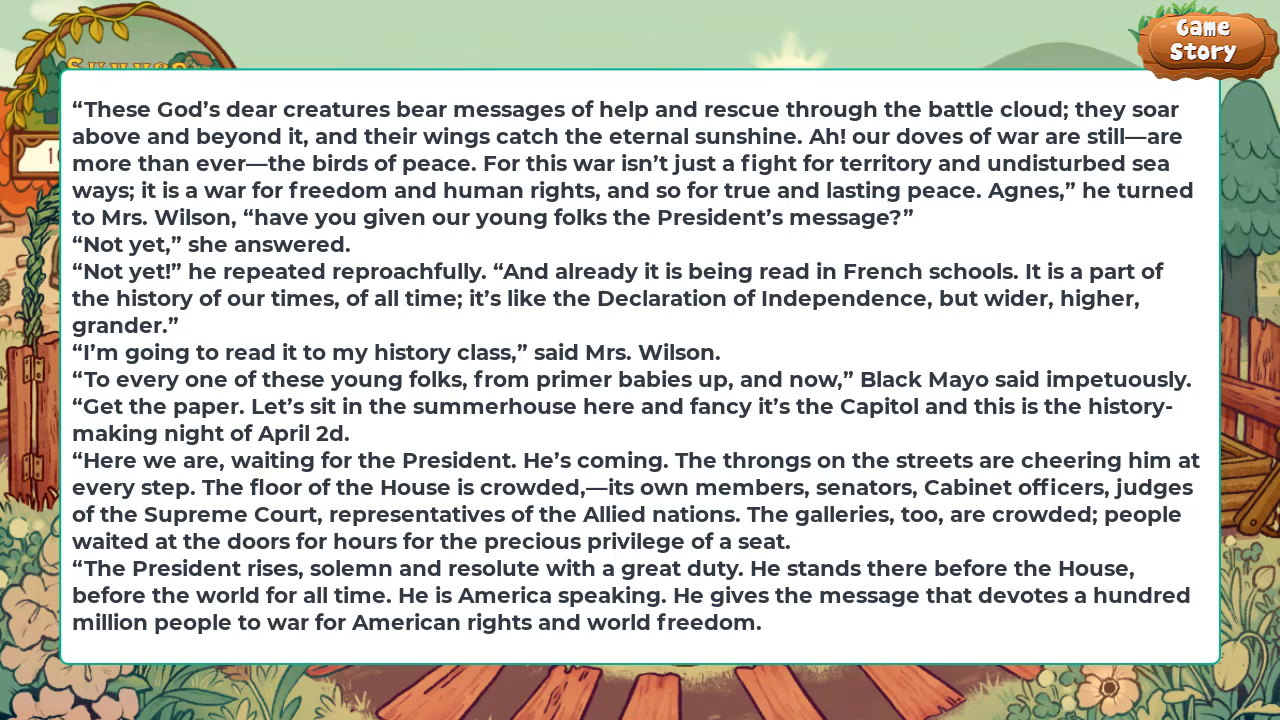 Game
Story
“These God’s dear creatures bear messages of help and rescue through the battle cloud; they soar
above and beyond it, and their wings catch the eternal sunshine. Ah! our doves of war are still—are
more than ever—the birds of peace. For this war isn’t just a fight for territory and undisturbed sea
ways; it is a war for freedom and human rights, and so for true and lasting peace. Agnes,” he turned
to Mrs. Wilson, “have you given our young folks the President’s message?”
“Not yet,” she answered.
“Not yet!” he repeated reproachfully. “And already it is being read in French schools. It is a part of
the history of our times, of all time; it’s like the Declaration of Independence, but wider, higher,
grander.”
“I’m going to read it to my history class,” said Mrs. Wilson.
“To every one of these young folks, from primer babies up, and now,” Black Mayo said impetuously.
“Get the paper. Let’s sit in the summerhouse here and fancy it’s the Capitol and this is the history-
making night of April 2d.
“Here we are, waiting for the President. He’s coming. The throngs on the streets are cheering him at
every step. The floor of the House is crowded,—its own members, senators, Cabinet officers, judges
of the Supreme Court, representatives of the Allied nations. The galleries, too, are crowded; people
waited at the doors for hours for the precious privilege of a seat.
“The President rises, solemn and resolute with a great duty. He stands there before the House,
before the world for all time. He is America speaking. He gives the message that devotes a hundred
million people to war for American rights and world freedom.